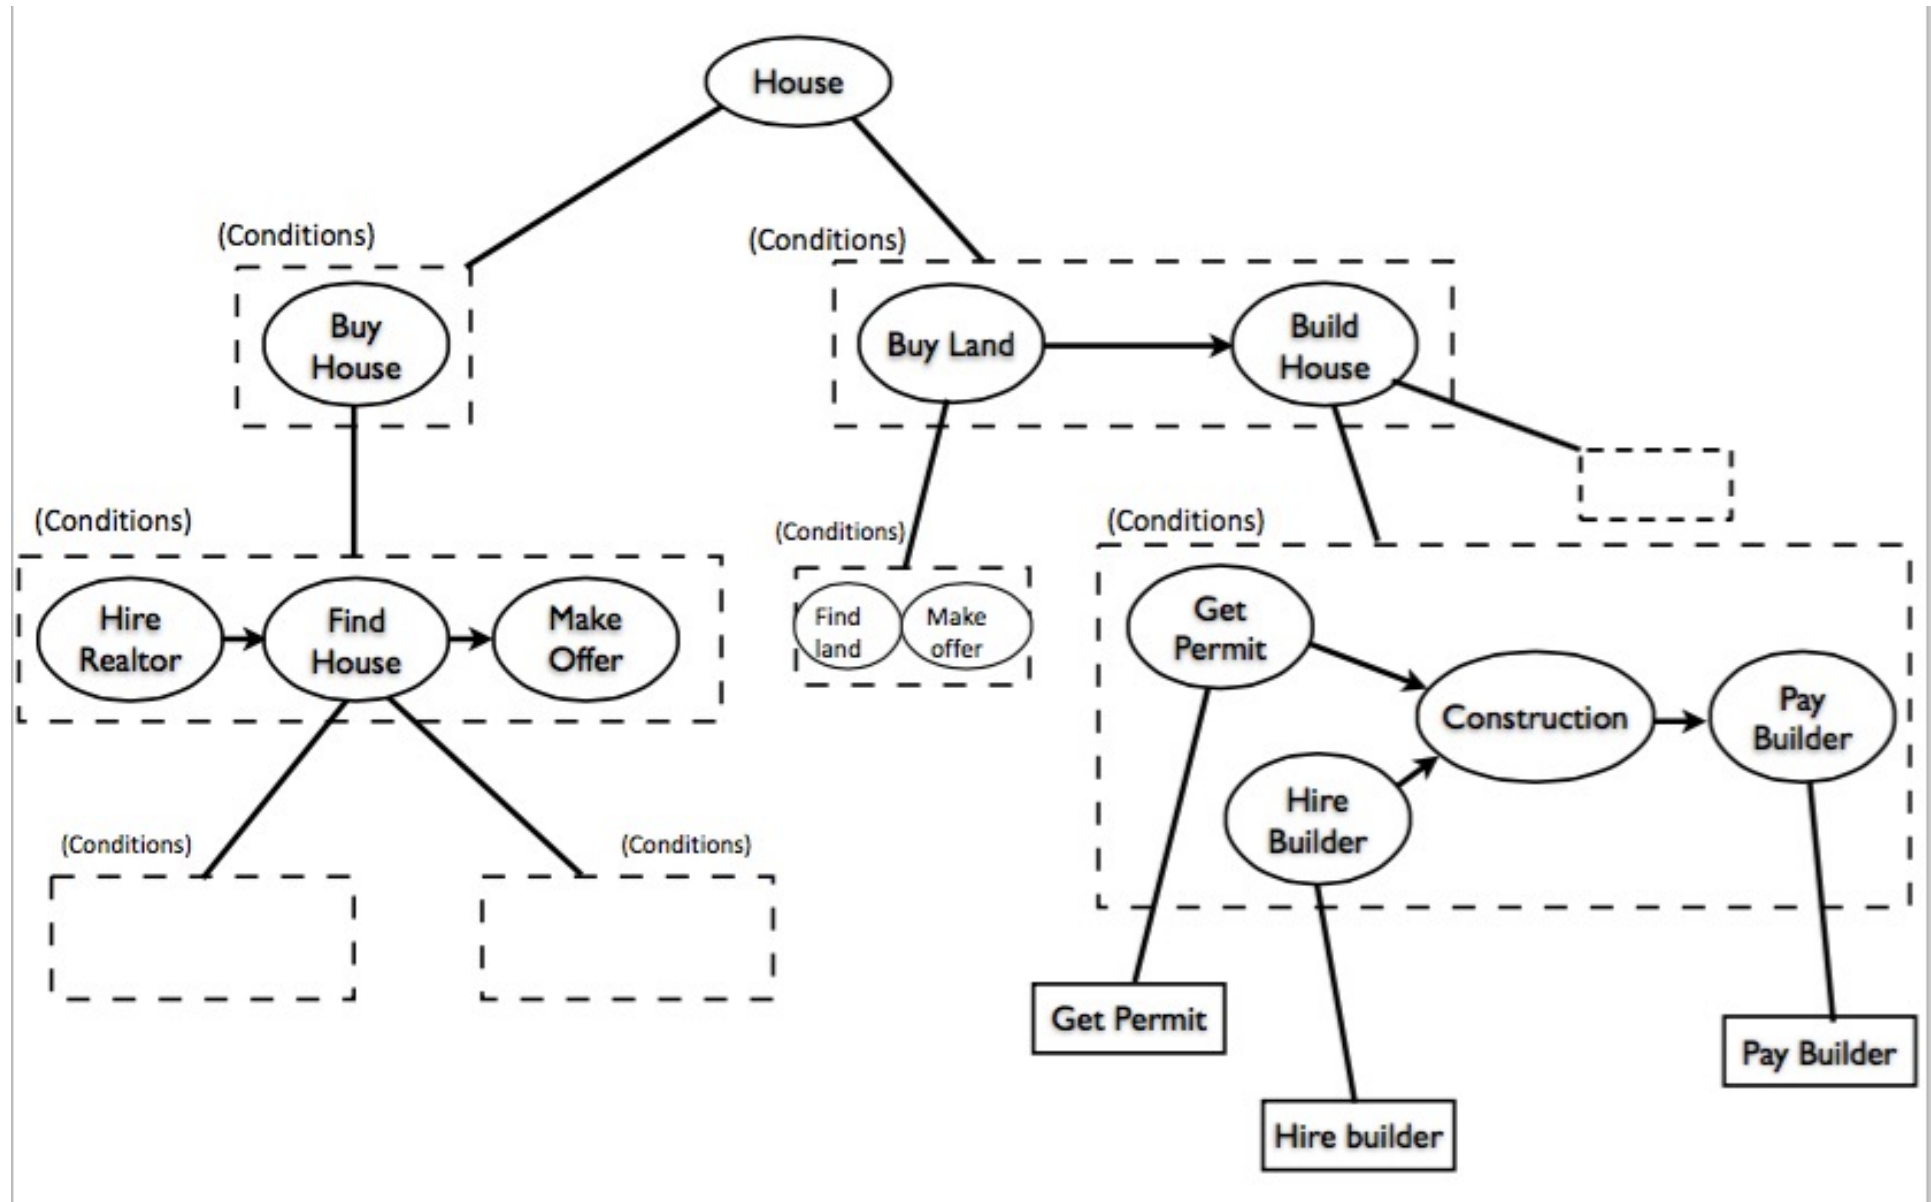 House
(Conditions)
(Conditions)
Buy
House
Buy Land
Build
House
(Conditions)
(Conditions)
(Conditions)
Hire
Realtor
Find
House
Make
Offer
Find
land
Make
offer
Get
Permit
Construction
Pay
Builder
Hire
Builder
(Conditions)
(Conditions)
Get Permit
Pay Builder
Hire builder